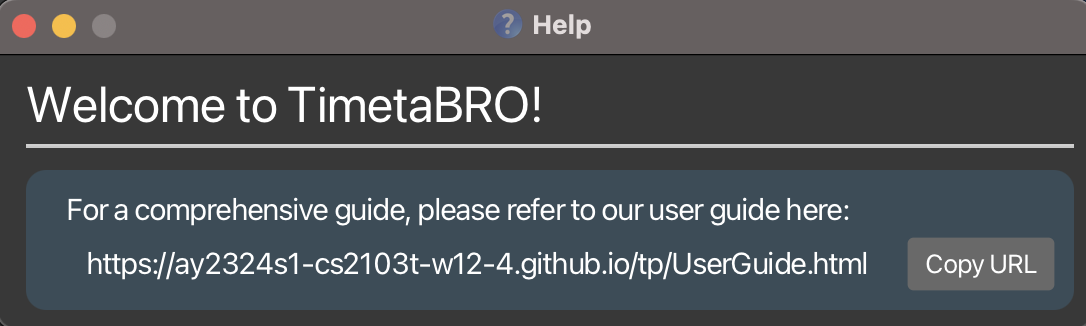 Help
Welcome to TimetaBRO!
For a comprehensive guide, please refer to our user guide here:
https://ay2324s1-cs2103t-w12-4.github.io/tp/UserGuide.html
Copy URL